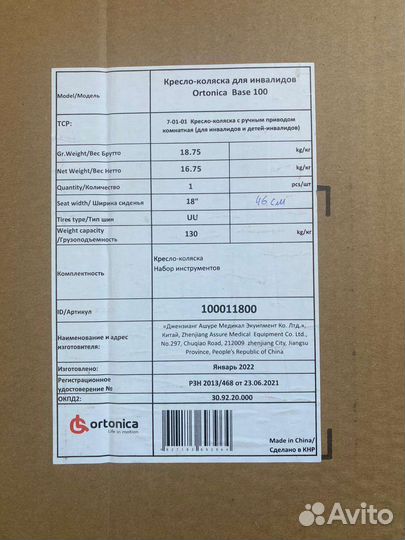 Model/Модель
Кресло-коляска для инвалидов
Ortonica Base 100
ТСР:
7-01-01 Кресло-коляска с ручным приводом
комнатная (для инвалидов и детей-инвалидов)
Gr.Weight/Вес Брутто 18.75 kg/кг
Net Weight/Вес Нетто 16.75 kg/кг
Quantity/Количество 1 pcs/шт
Seat width/ Ширина сиденья 18" 46 см
Tires type/Тип шин UU
Weight capacity
/Грузоподъемность 130 kg/кг
Комплектность
Кресло-коляска
Набор инструментов
ID/Артикул 100011800
Наименование и адрес
изготовителя:
«Джензианг Ашуре Медикал Экуипмент Ко. Лтд.»,
Китай, Zhenjiang Assure Medical Equipment Co. Ltd.,
No.297, Chuqiao Road, 212009 zhenjiang City, Jiangsu
Province, People's Republic of China
Изготовлено: Январь 2022
Регистрационное
удостоверение №
РЗН 2013/468 от 23.06.2021
ОКПД2: 30.92.20.000
ortonica
Life in motion
Made in China/
Сделано в КНР
Avito